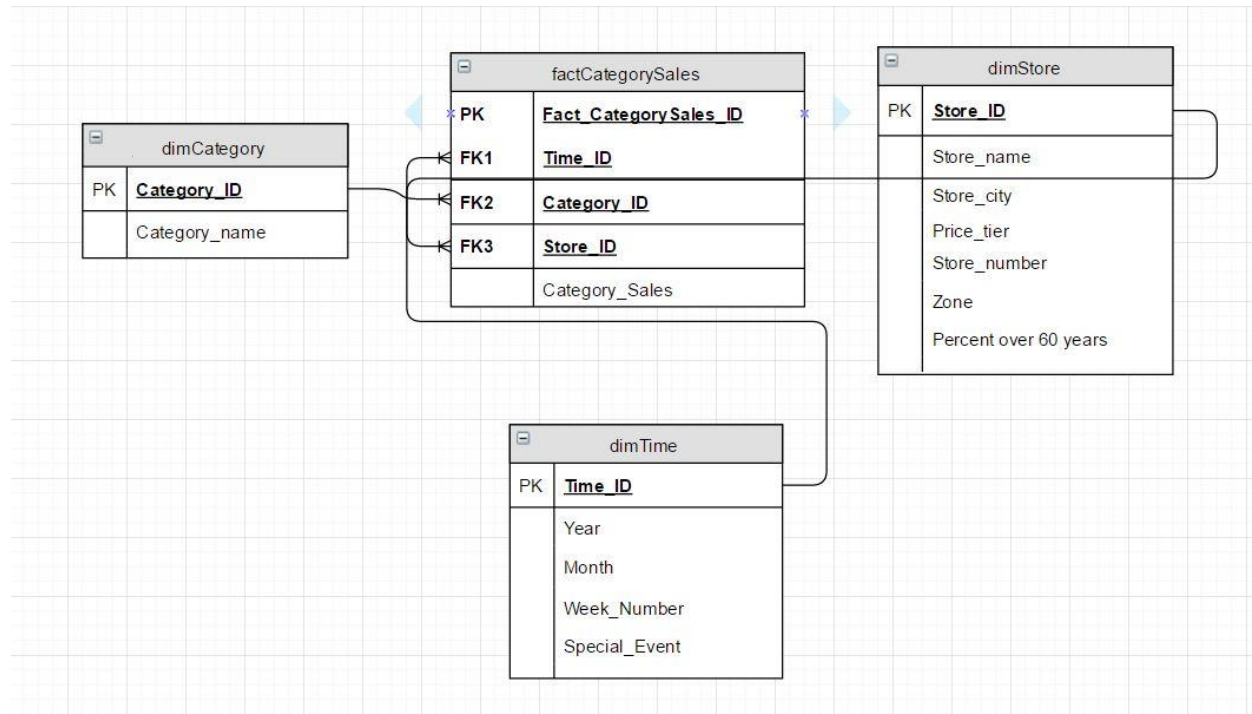 dimCategory
PK Category_ID
Category_name
factCategorySales
PK Fact_CategorySales_ID
FK1 Time_ID
FK2 Category_ID
FK3 Store_ID
Category_Sales
dimStore
PK Store_ID
Store_name
Store_city
Price_tier
Store_number
Zone
Percent over 60 years
dimTime
PK Time_ID
Year
Month
Week_Number
Special_Event